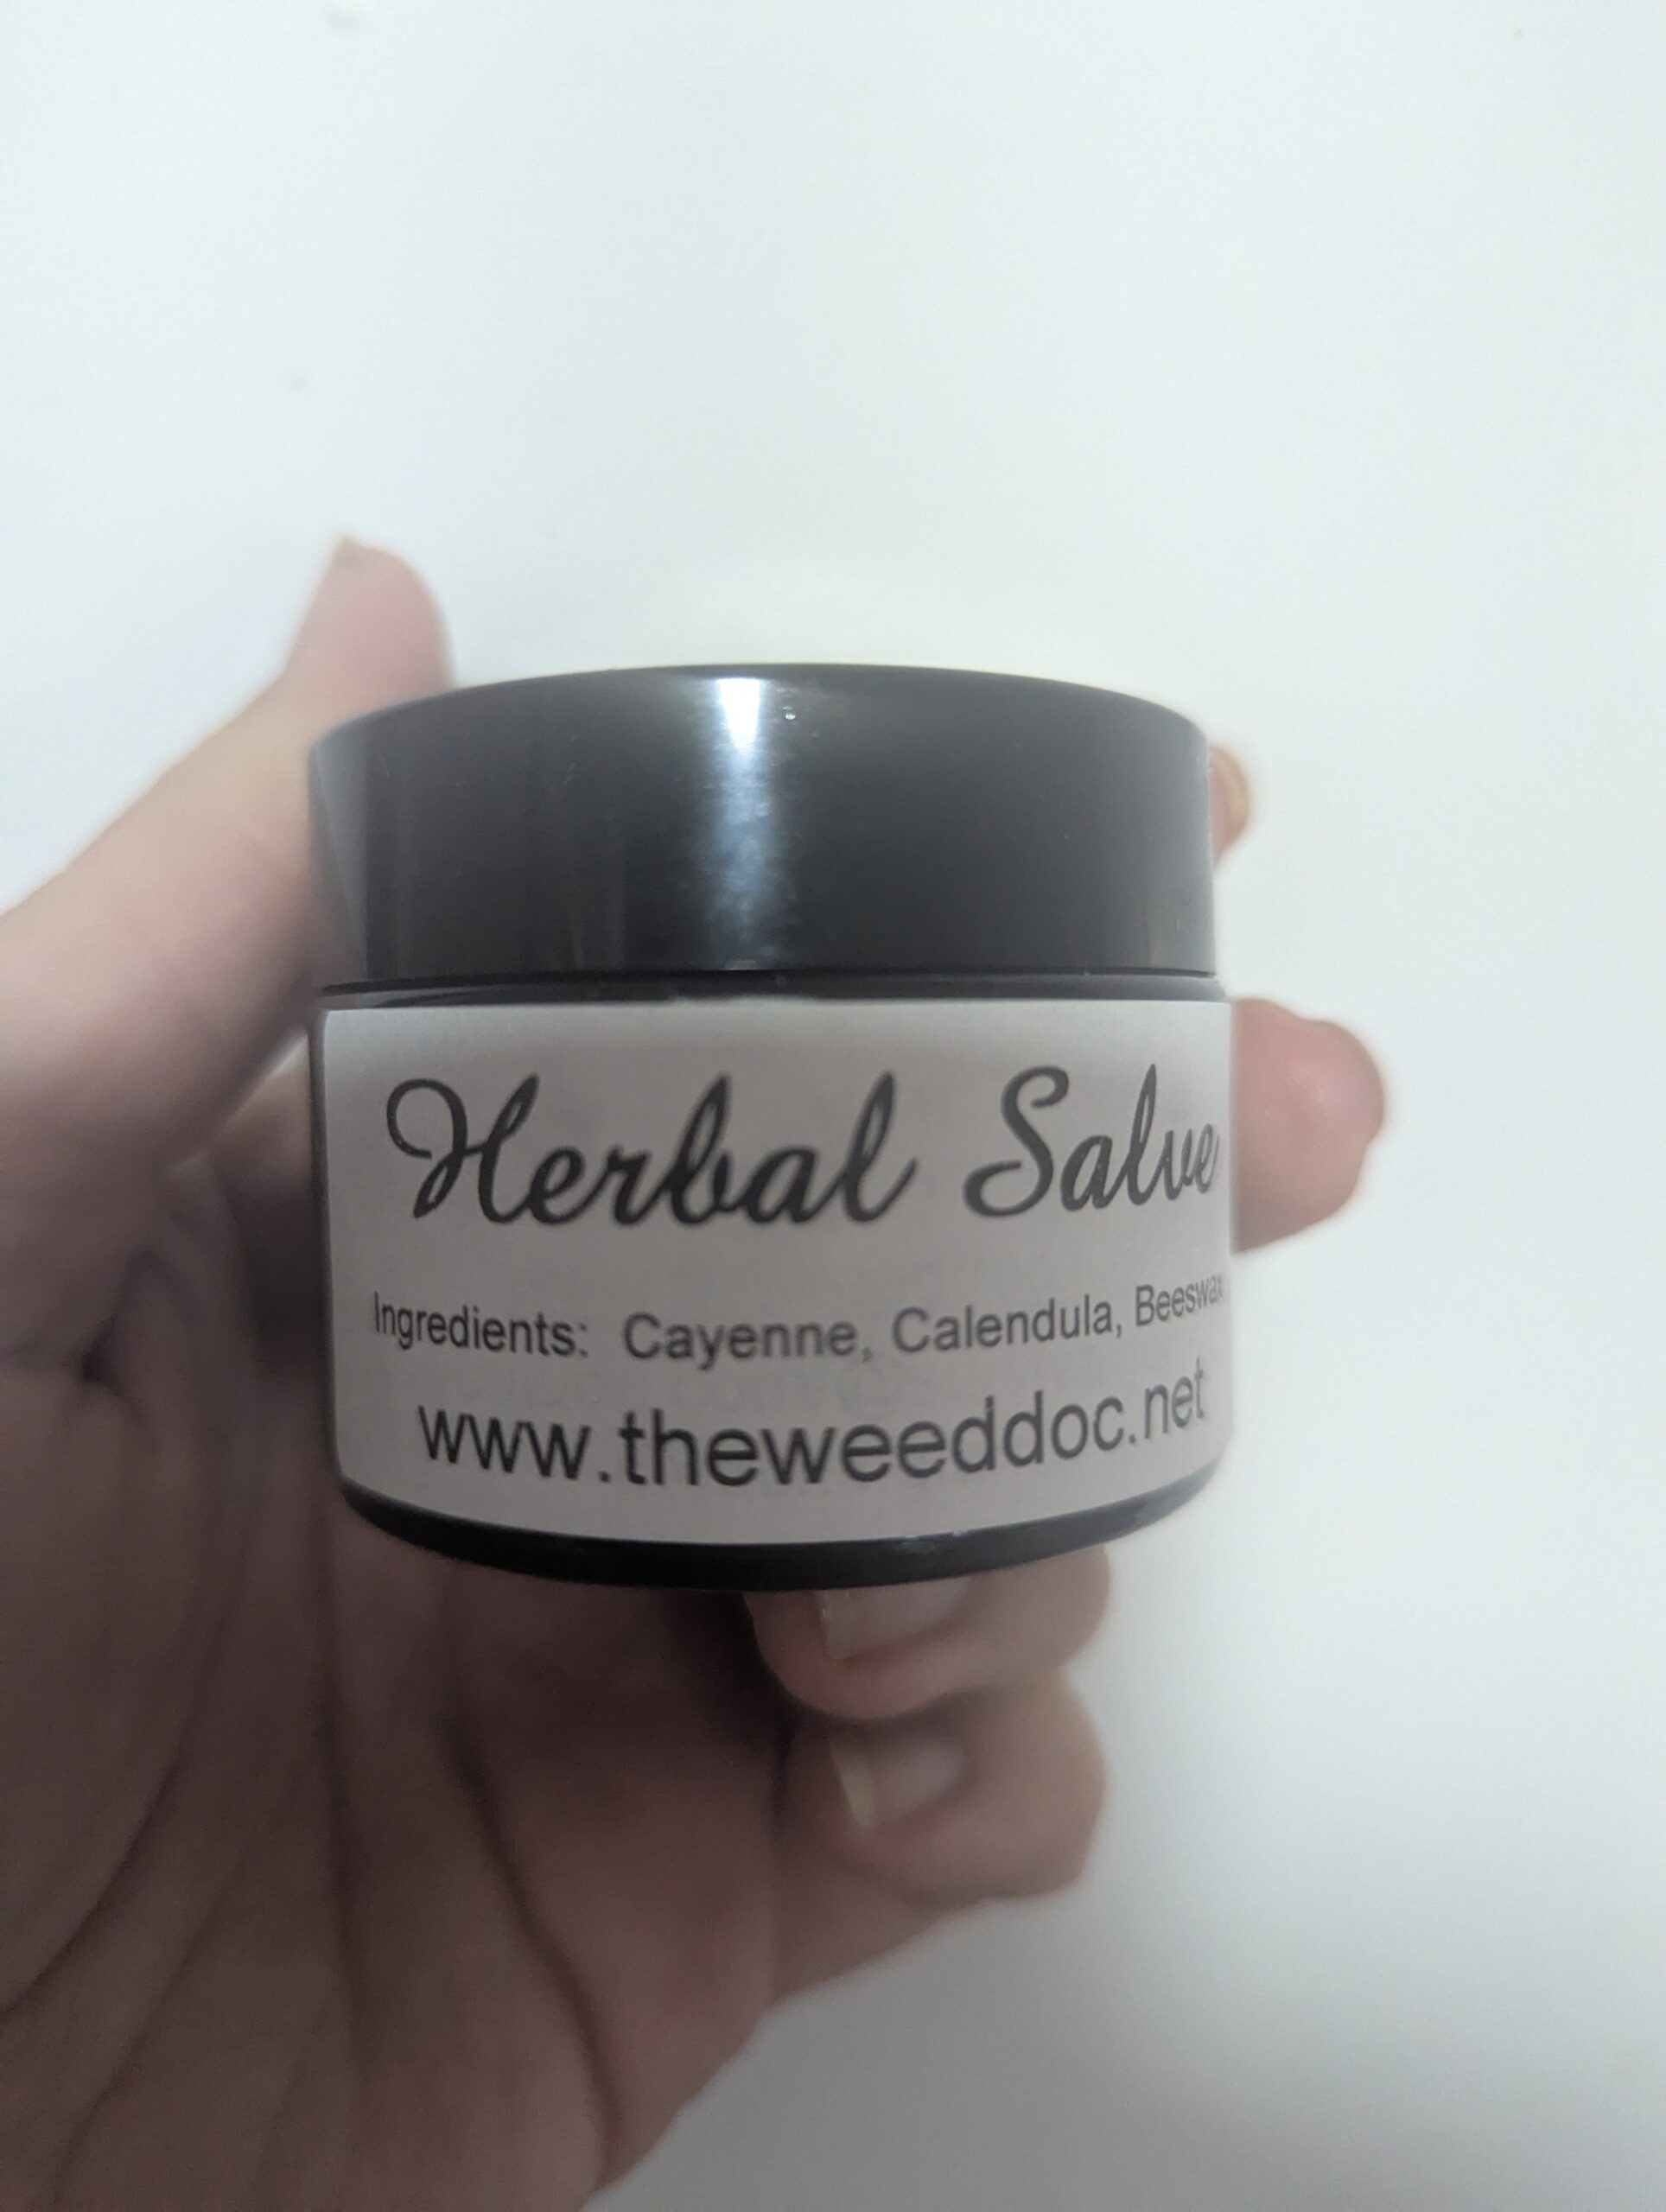 Herbal Salve
Ingredients: Cayenne, Calendula, Beeswax
www.theweeddoc.net